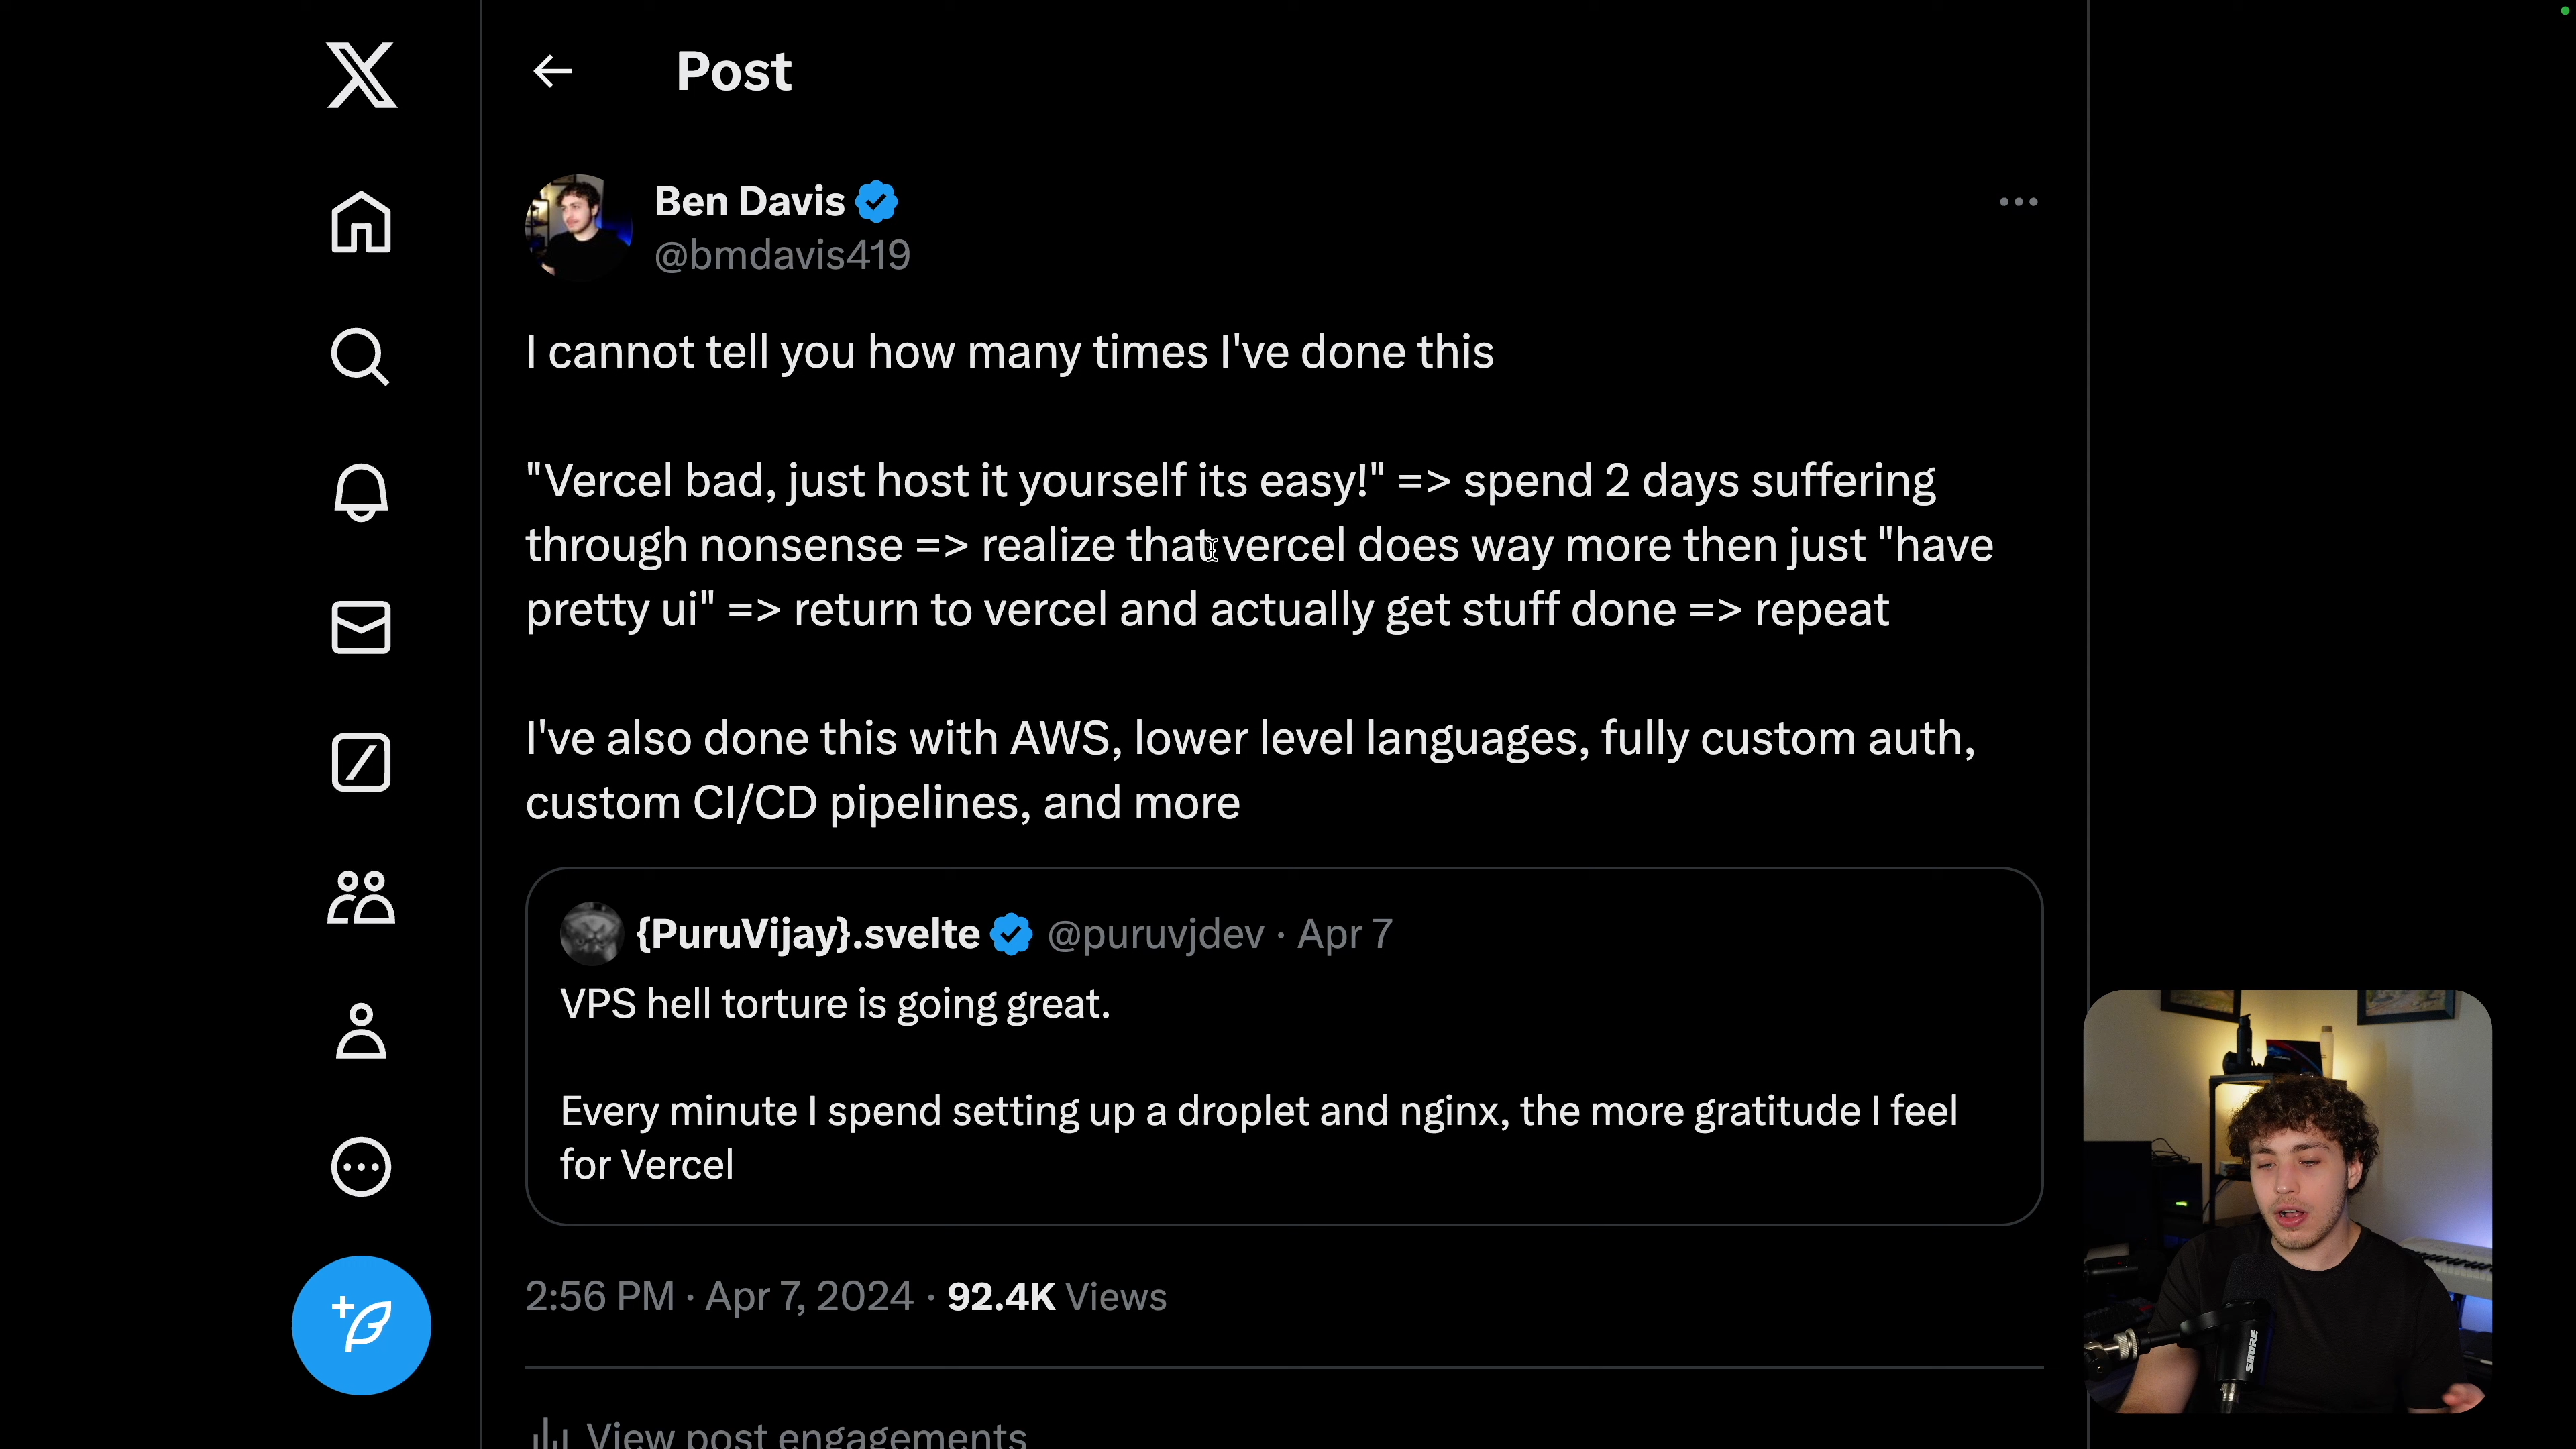 Post
Ben Davis
@bmdavis419
I cannot tell you how many times I've done this
"Vercel bad, just host it yourself its easy!" => spend 2 days suffering
through nonsense => realize that vercel does way more then just "have
pretty ui" => return to vercel and actually get stuff done => repeat
I've also done this with AWS, lower level languages, fully custom auth,
custom CI/CD pipelines, and more
{PuruVijay}.svelte @puruvjdev · Apr 7
VPS hell torture is going great.
Every minute I spend setting up a droplet and nginx, the more gratitude I feel
for Vercel
2:56 PM · Apr 7, 2024 · 92.4K Views
View post engagements
SHURE